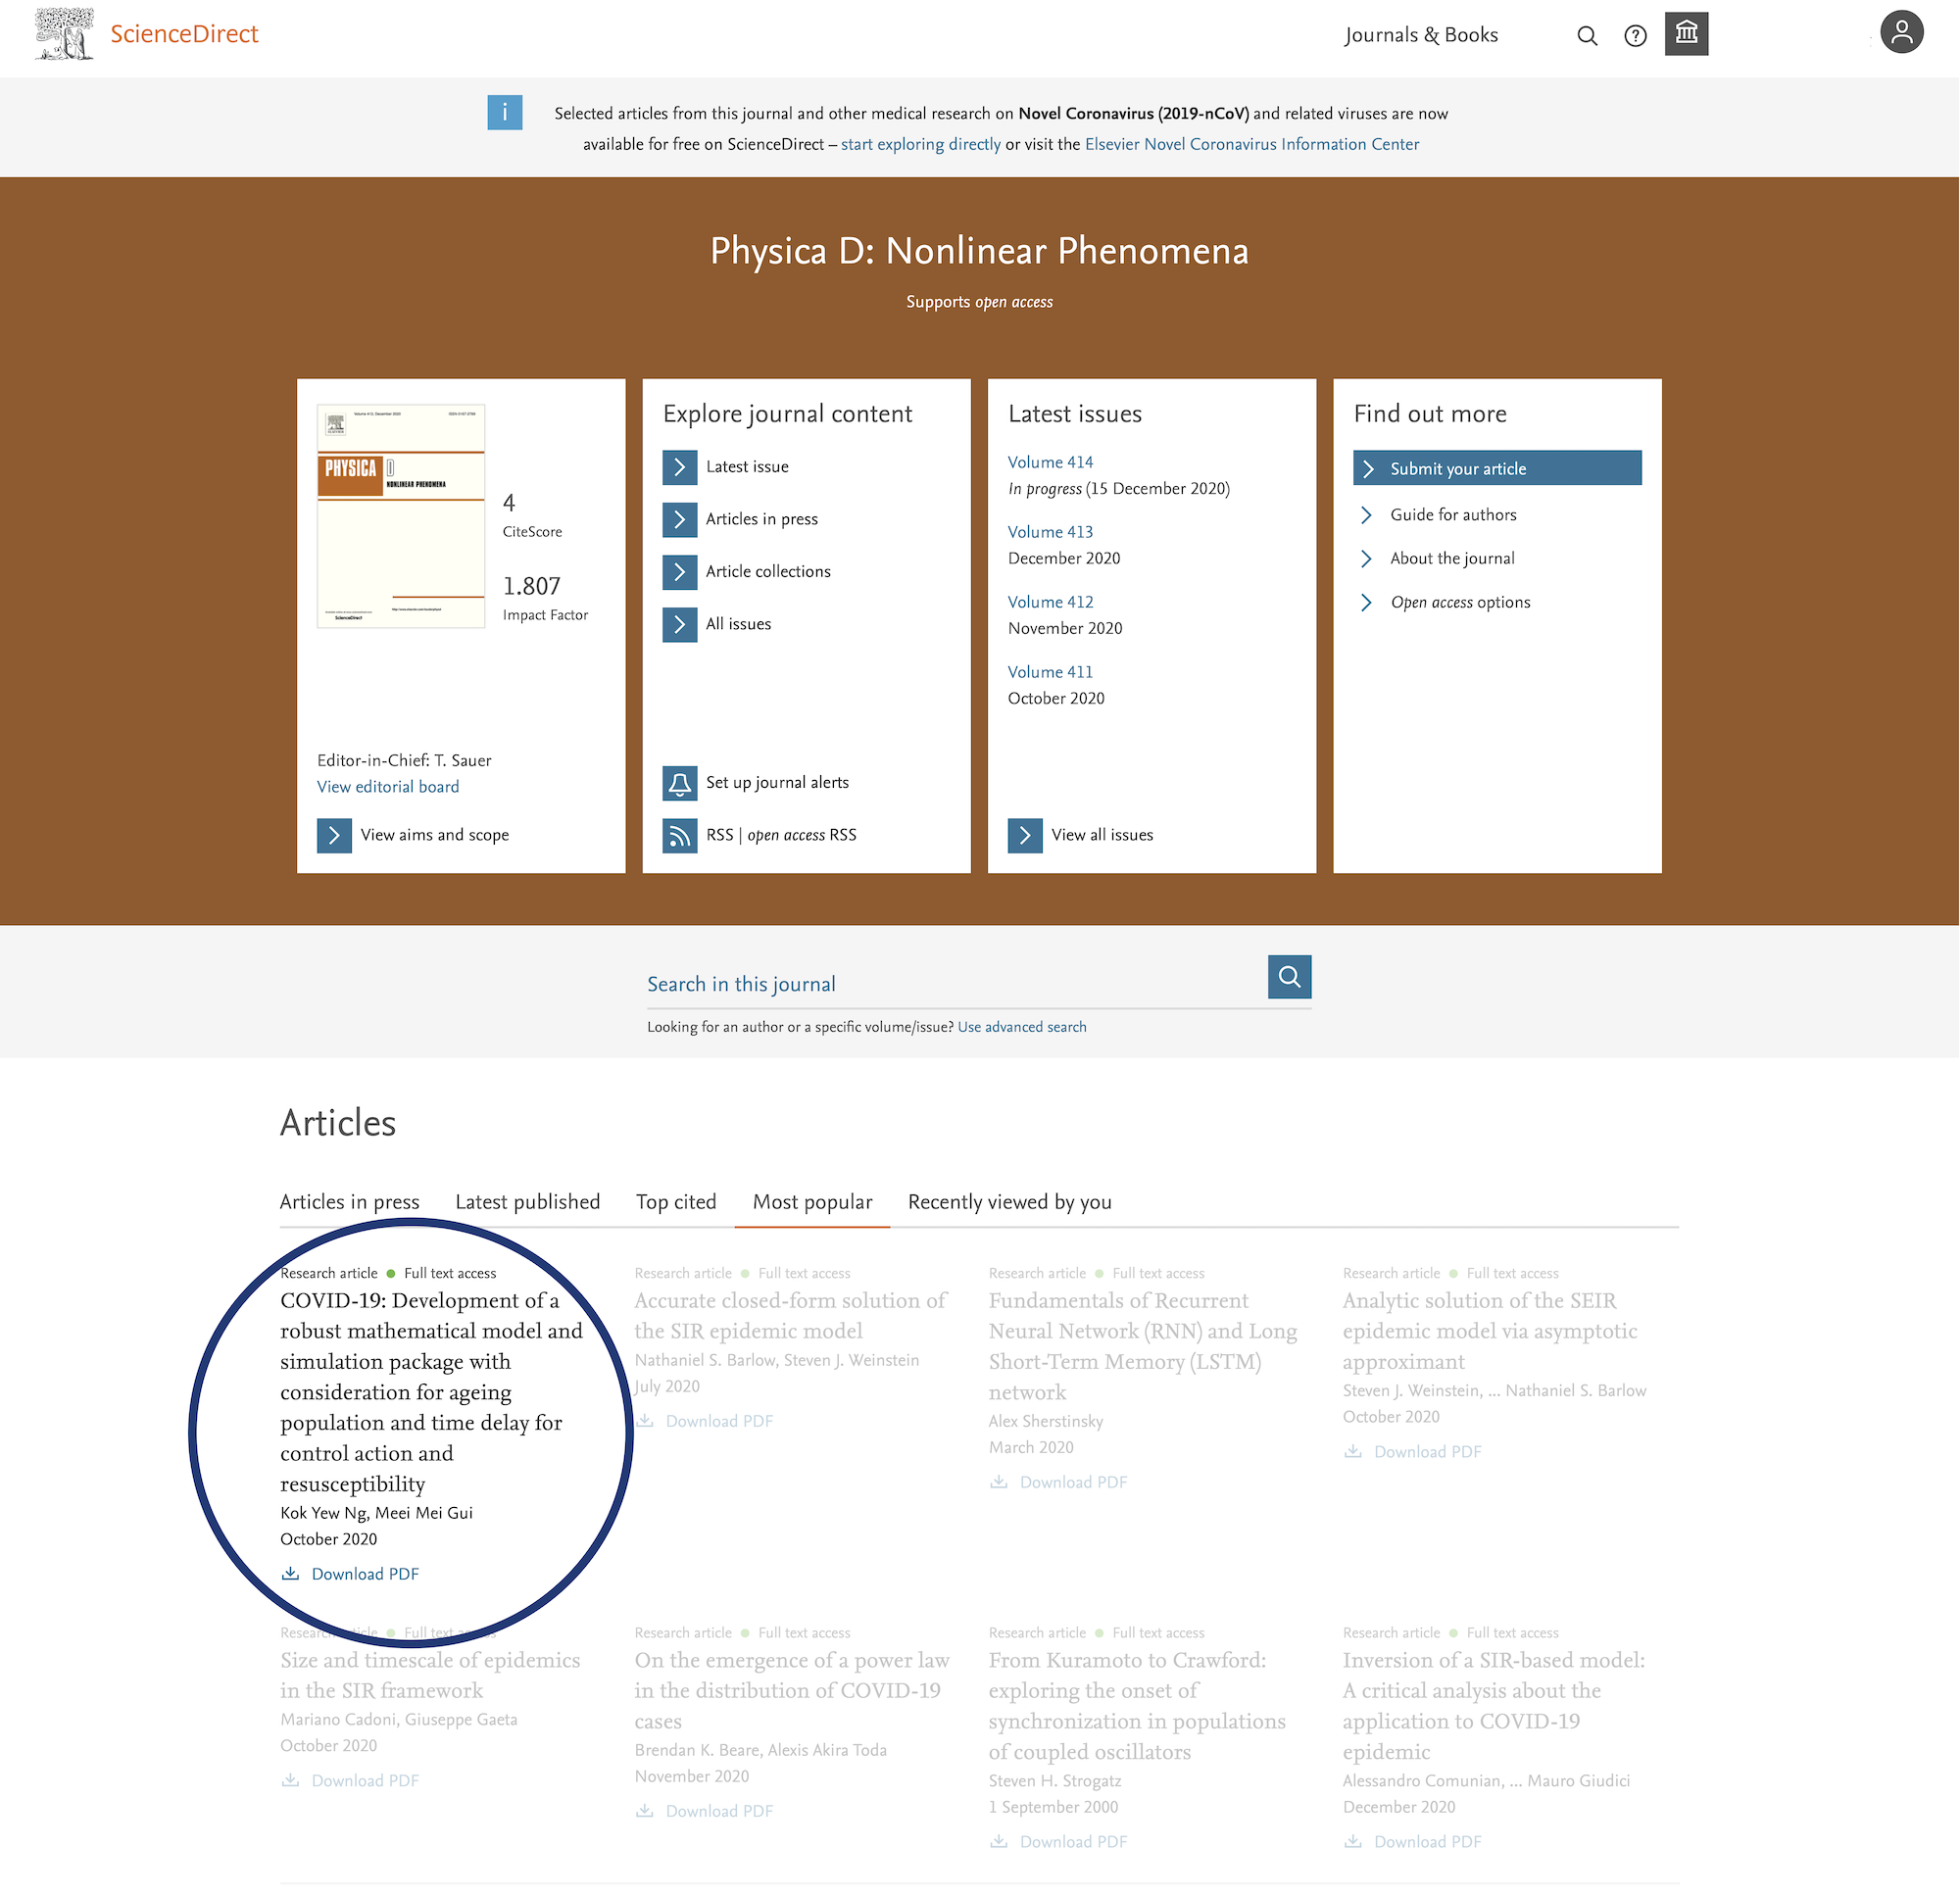 ScienceDirect
Journals & Books
Selected articles from this journal and other medical research on Novel Coronavirus (2019-nCoV) and related viruses are now
available for free on ScienceDirect – start exploring directly or visit the Elsevier Novel Coronavirus Information Center
Physica D: Nonlinear Phenomena
Supports open access
PHYSICA D
NONLINEAR PHENOMENA
ScienceDirect
4
CiteScore
1.807
Impact Factor
Editor-in-Chief: T. Sauer
View editorial board
View aims and scope
Explore journal content
Latest issue
Articles in press
Article collections
All issues
Set up journal alerts
RSS | open access RSS
Latest issues
Volume 414
In progress (15 December 2020)
Volume 413
December 2020
Volume 412
November 2020
Volume 411
October 2020
View all issues
Find out more
Submit your article
Guide for authors
About the journal
Open access options
Search in this journal
Looking for an author or a specific volume/issue? Use advanced search
Articles
Articles in press Latest published Top cited Most popular Recently viewed by you
Research article Full text access
COVID-19: Development of a
robust mathematical model and
simulation package with
consideration for ageing
population and time delay for
control action and
resusceptibility
Kok Yew Ng, Meei Mei Gui
October 2020
Download PDF
Research article Full text access
Accurate closed-form solution of
the SIR epidemic model
Nathaniel S. Barlow, Steven J. Weinstein
July 2020
Download PDF
Research article Full text access
Fundamentals of Recurrent
Neural Network (RNN) and Long
Short-Term Memory (LSTM)
network
Alex Sherstinsky
March 2020
Download PDF
Research article Full text access
Analytic solution of the SEIR
epidemic model via asymptotic
approximant
Steven J. Weinstein, ... Nathaniel S. Barlow
October 2020
Download PDF
Research article Full text access
Size and timescale of epidemics
in the SIR framework
Mariano Cadoni, Giuseppe Gaeta
October 2020
Download PDF
Research article Full text access
On the emergence of a power law
in the distribution of COVID-19
cases
Brendan K. Beare, Alexis Akira Toda
November 2020
Download PDF
Research article Full text access
From Kuramoto to Crawford:
exploring the onset of
synchronization in populations
of coupled oscillators
Steven H. Strogatz
1 September 2000
Download PDF
Research article Full text access
Inversion of a SIR-based model:
A critical analysis about the
application to COVID-19
epidemic
Alessandro Comunian, ... Mauro Giudici
December 2020
Download PDF